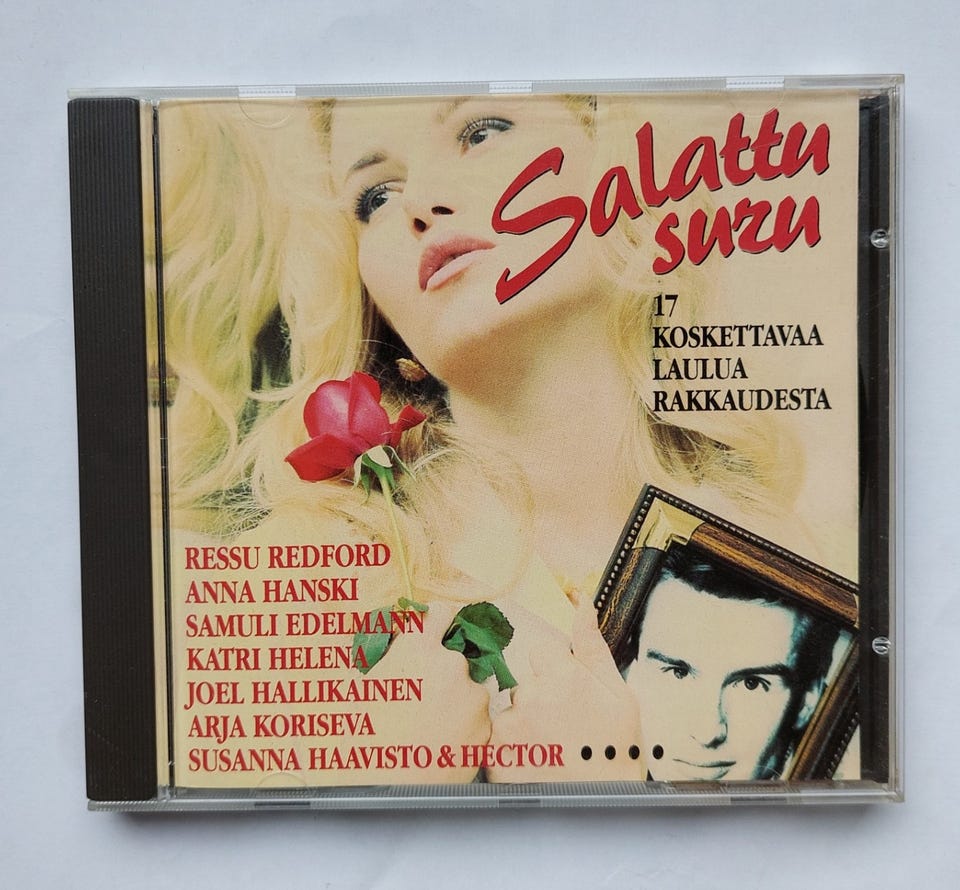 Salattu
suru
17
KOSKETTAVAA
LAULUA
RAKKAUDESTA
RESSU REDFORD
ANNA HANSKI
SAMULI EDELMANN
KATRI HELENA
JOEL HALLIKAINEN
ARJA KORISEVA
SUSANNA HAAVISTO & HECTOR ••••